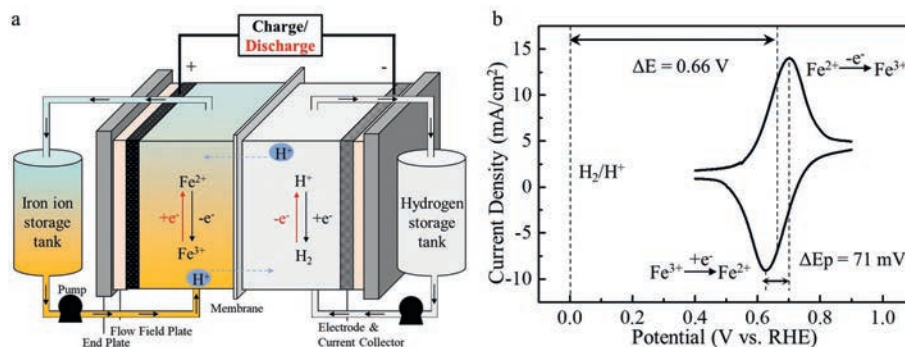 a
Charge/
Discharge
+
-
H⁺
Iron ion
storage
tank
Fe²⁺
+e⁻
-e⁻
Fe³⁺
H⁺
H⁺
-e⁻
+e⁻
H₂
Hydrogen
storage
tank
Pump
Membrane
Flow Field Plate
End Plate
Electrode &
Current Collector
b
Current Density (mA/cm²)
15
10
5
0
-5
-10
ΔE = 0.66 V
Fe²⁺ -e⁻ Fe³⁺
H₂/H⁺
Fe³⁺ +e⁻ Fe²⁺
ΔEp = 71 mV
0.0 0.2 0.4 0.6 0.8 1.0
Potential (V vs. RHE)